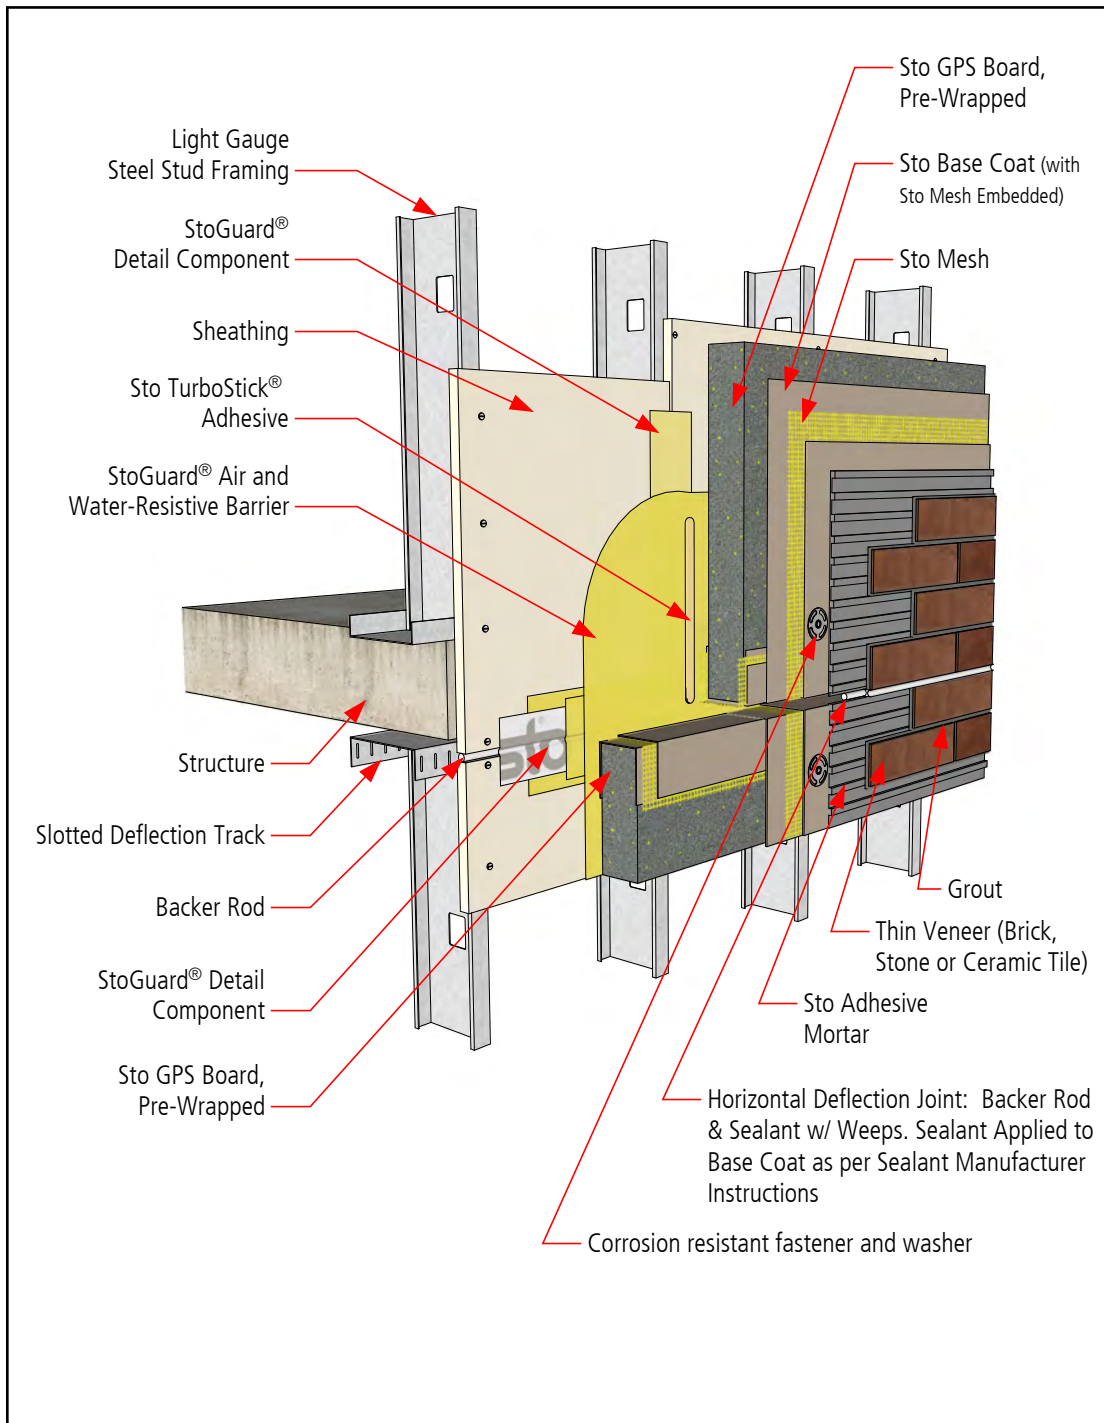 Light Gauge
Steel Stud Framing
StoGuard®
Detail Component
Sheathing
Sto TurboStick®
Adhesive
StoGuard® Air and
Water-Resistive Barrier
Structure
Slotted Deflection Track
Backer Rod
StoGuard® Detail
Component
Sto GPS Board,
Pre-Wrapped
sto
Sto GPS Board,
Pre-Wrapped
Sto Base Coat (with
Sto Mesh Embedded)
Sto Mesh
Grout
Thin Veneer (Brick,
Stone or Ceramic Tile)
Sto Adhesive
Mortar
Horizontal Deflection Joint: Backer Rod
& Sealant w/ Weeps. Sealant Applied to
Base Coat as per Sealant Manufacturer
Instructions
Corrosion resistant fastener and washer